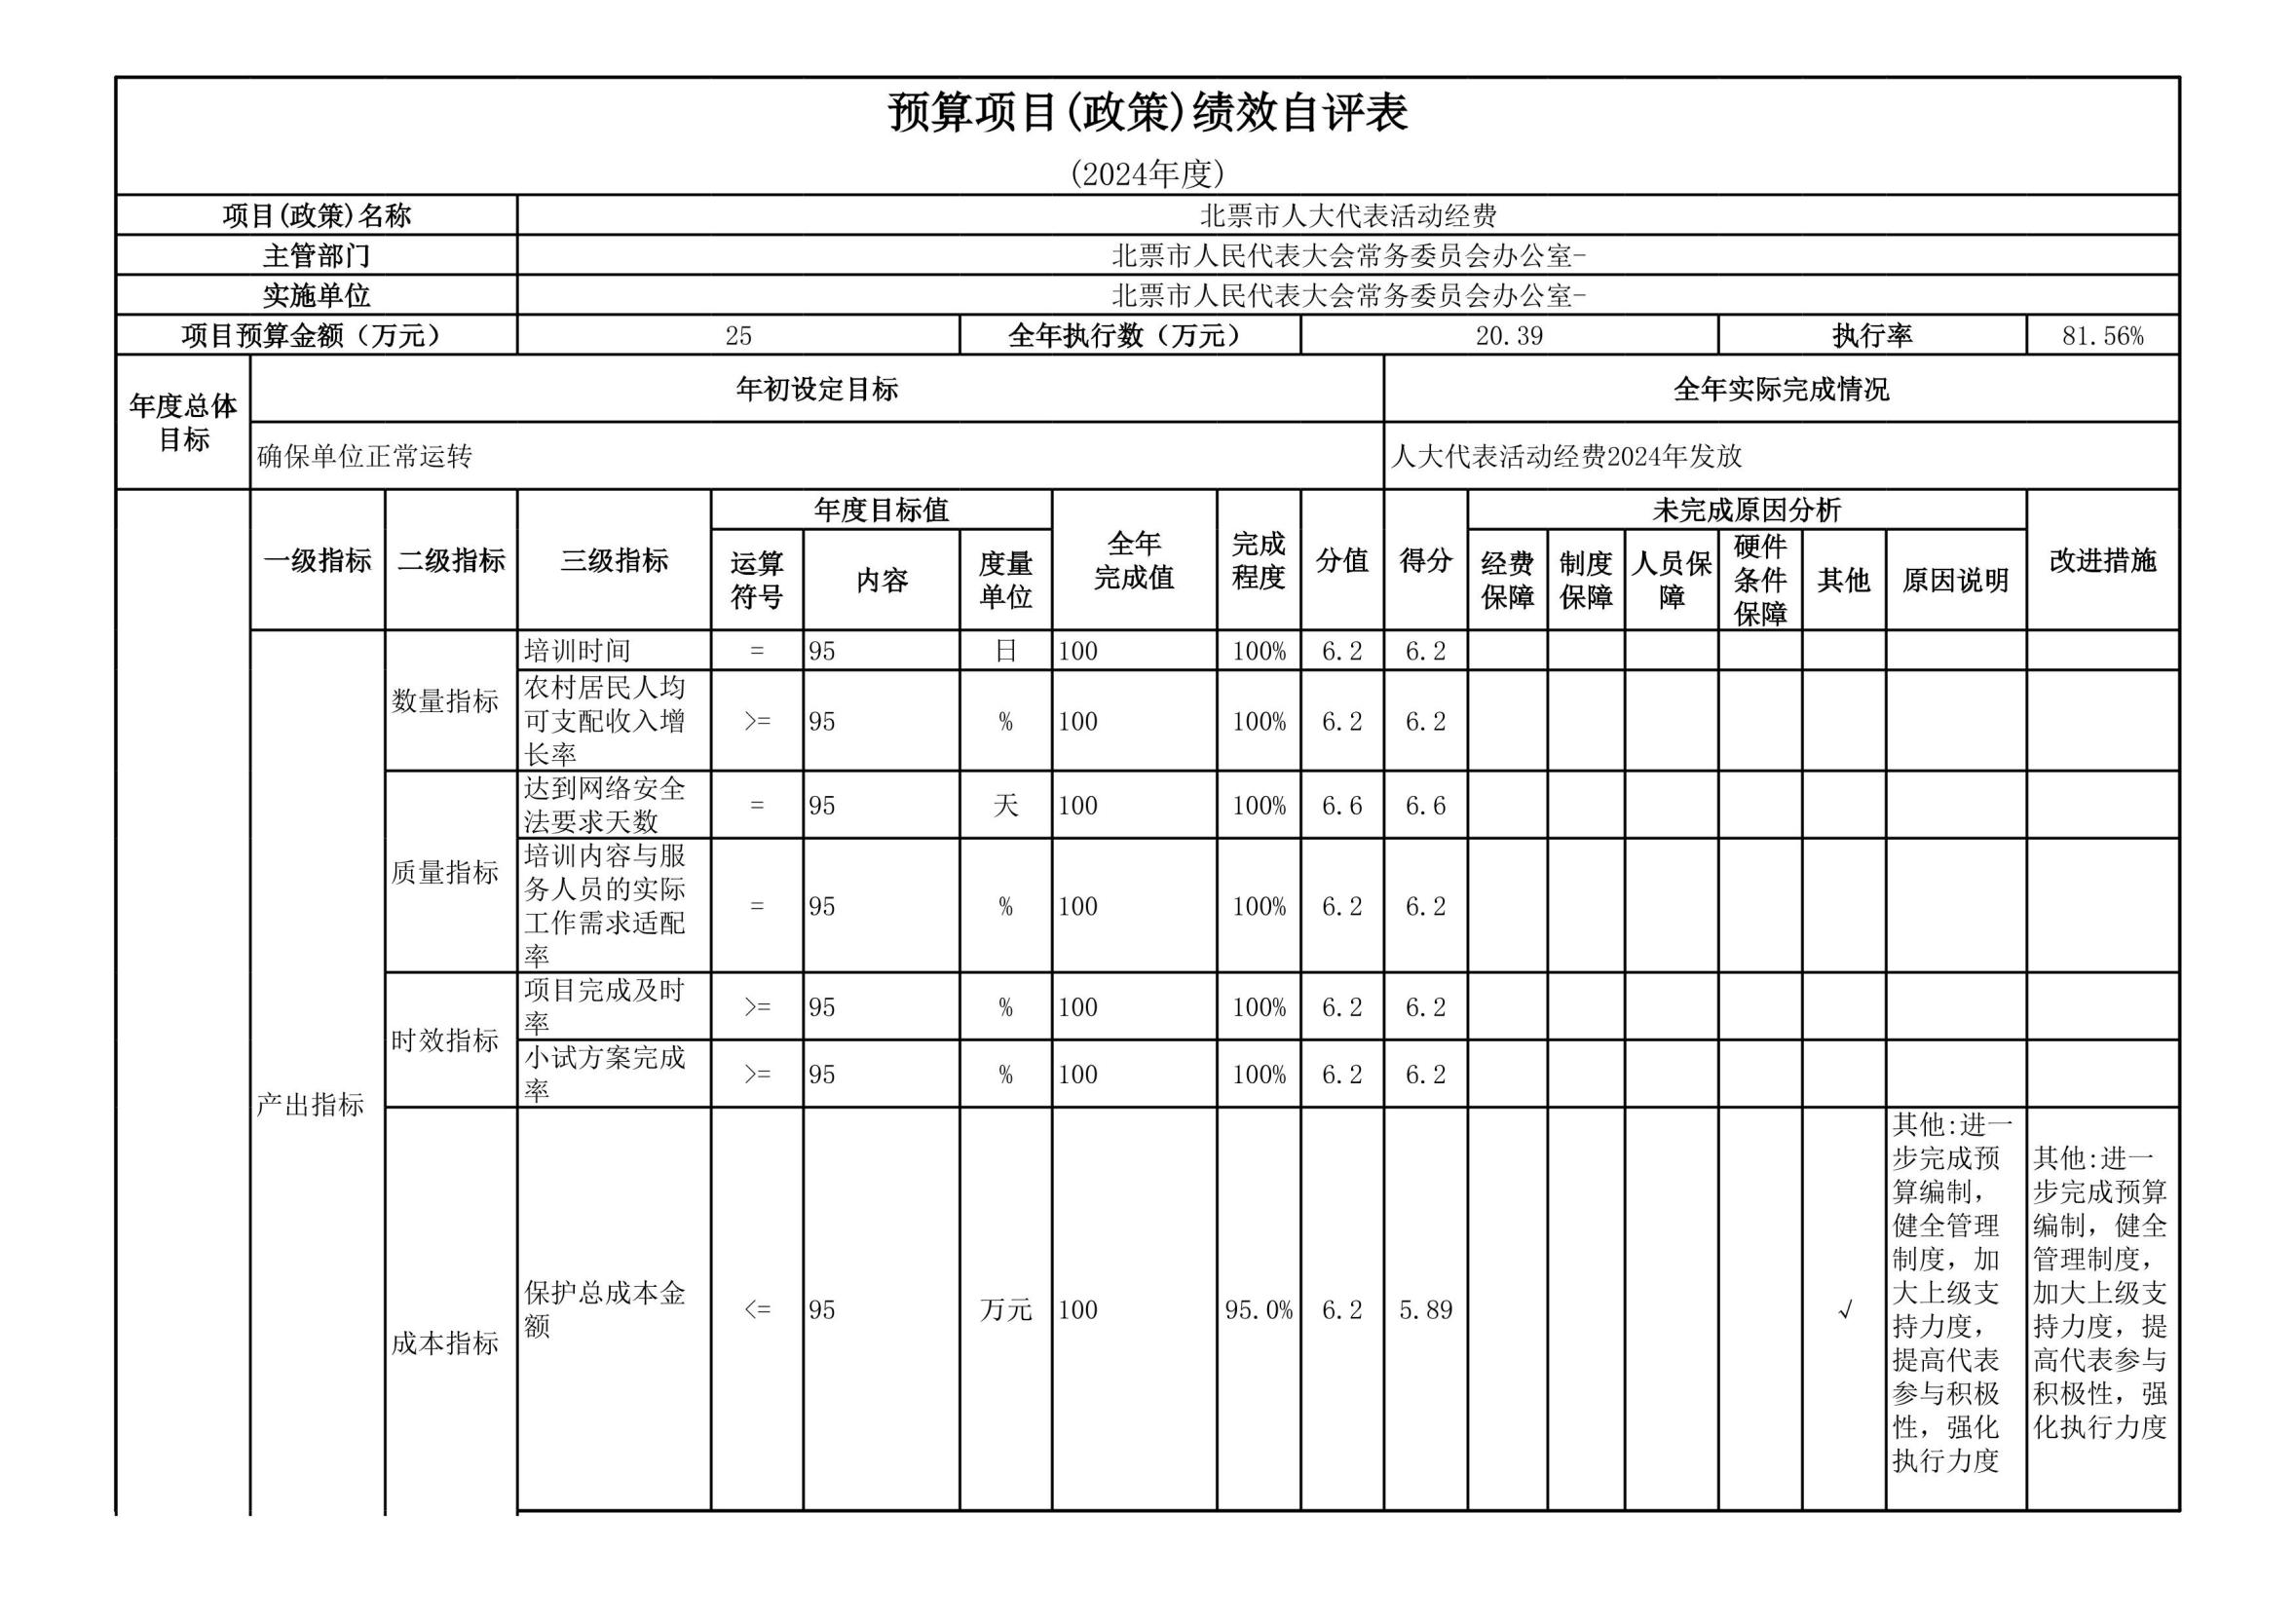 预算项目(政策)绩效自评表
(2024年度)
项目(政策)名称 北票市人大代表活动经费
主管部门 北票市人民代表大会常务委员会办公室-
实施单位 北票市人民代表大会常务委员会办公室-
项目预算金额（万元） 25 全年执行数（万元） 20.39 执行率 81.56%
年度总体
目标
年初设定目标 全年实际完成情况
确保单位正常运转 人大代表活动经费2024年发放
一级指标 二级指标 三级指标
年度目标值
运算
符号
内容
度量
单位
全年
完成值
完成
程度
分值 得分
未完成原因分析
经费
保障
制度
保障
人员保
障
硬件
条件
保障
其他 原因说明
改进措施
产出指标
数量指标
培训时间 = 95 日 100 100% 6.2 6.2
农村居民人均
可支配收入增
长率
>= 95 % 100 100% 6.2 6.2
质量指标
达到网络安全
法要求天数
= 95 天 100 100% 6.6 6.6
培训内容与服
务人员的实际
工作需求适配
率
= 95 % 100 100% 6.2 6.2
时效指标
项目完成及时
率
>= 95 % 100 100% 6.2 6.2
小试方案完成
率
>= 95 % 100 100% 6.2 6.2
成本指标
保护总成本金
额
<= 95 万元 100 95.0% 6.2 5.89 √
其他:进一
步完成预
算编制，
健全管理
制度，加
大上级支
持力度，
提高代表
参与积极
性，强化
执行力度
其他:进一
步完成预算
编制，健全
管理制度，
加大上级支
持力度，提
高代表参与
积极性，强
化执行力度